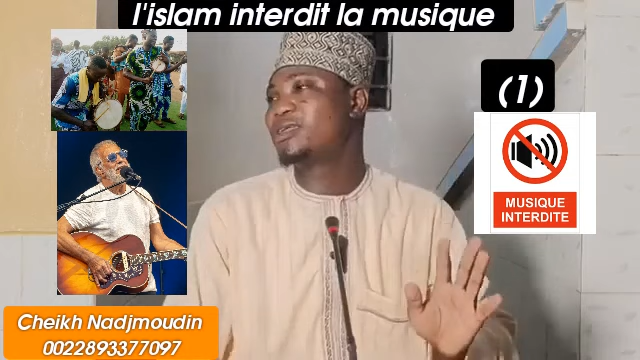 l'islam interdit la musique
(1)
MUSIQUE
INTERDITE
Cheikh Nadjmoudin
0022893377097